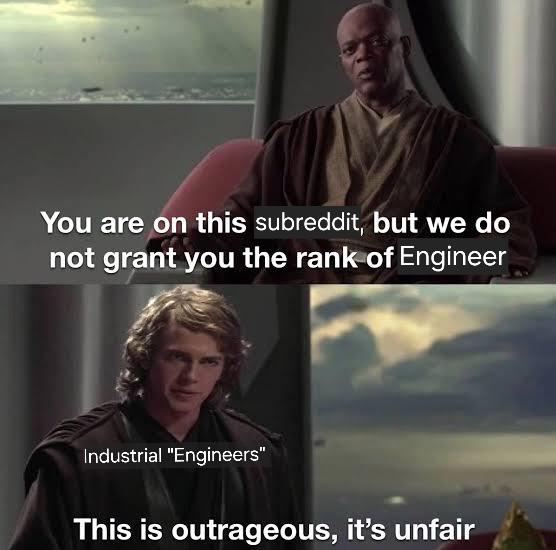 You are on this subreddit, but we do
not grant you the rank of Engineer
Industrial "Engineers"
This is outrageous, it's unfair